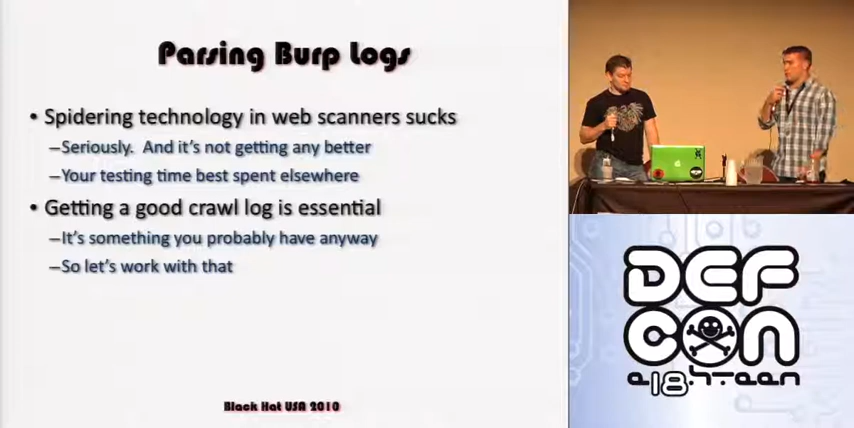 Parsing Burp Logs
• Spidering technology in web scanners sucks
–Seriously. And it's not getting any better
–Your testing time best spent elsewhere
• Getting a good crawl log is essential
–It's something you probably have anyway
–So let's work with that
Black Hat USA 2010
DEF
CON
e.18.h.teen